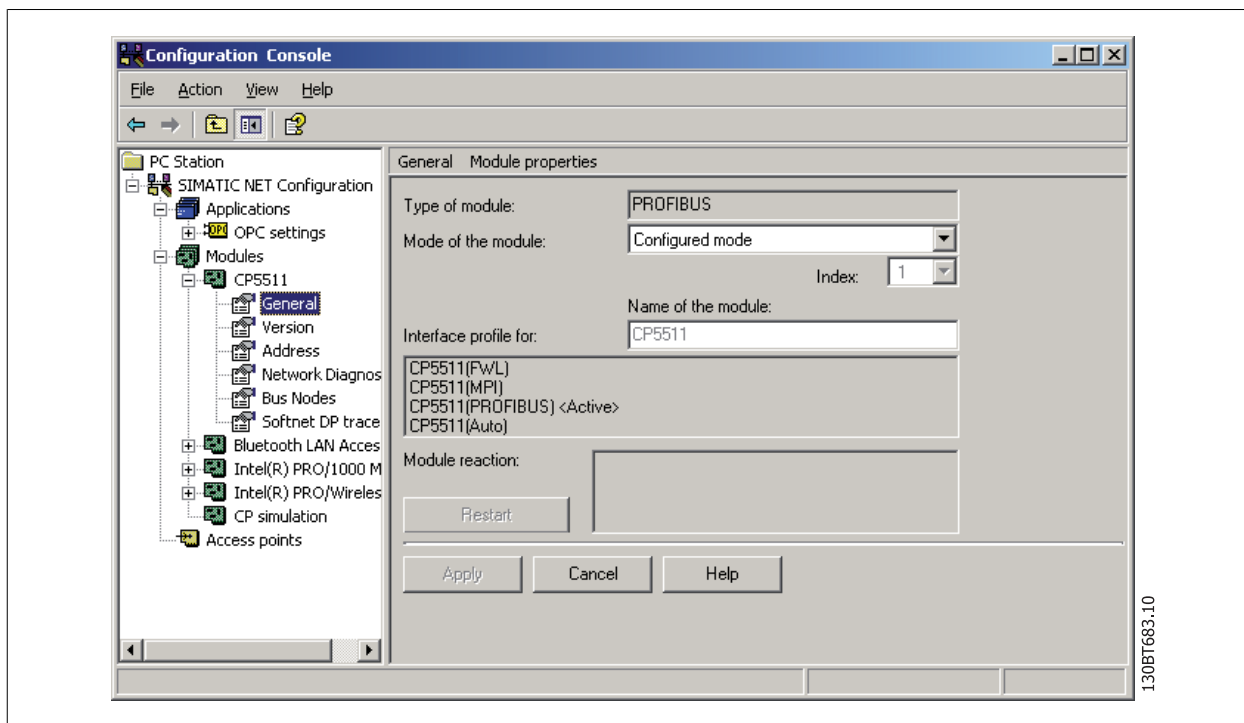 Configuration Console
File Action View Help
PC Station
SIMATIC NET Configuration
Applications
OPC settings
Modules
CP5511
General
Version
Address
Network Diagnos
Bus Nodes
Softnet DP trace
Bluetooth LAN Acces
Intel(R) PRO/1000 M
Intel(R) PRO/Wireles
CP simulation
Access points
General Module properties
Type of module: PROFIBUS
Mode of the module: Configured mode
Index: 1
Name of the module:
Interface profile for: CP5511
CP5511(FWL)
CP5511(MPI)
CP5511(PROFIBUS) <Active>
CP5511(Auto)
Module reaction:
Restart
Apply Cancel Help
130BT683.10